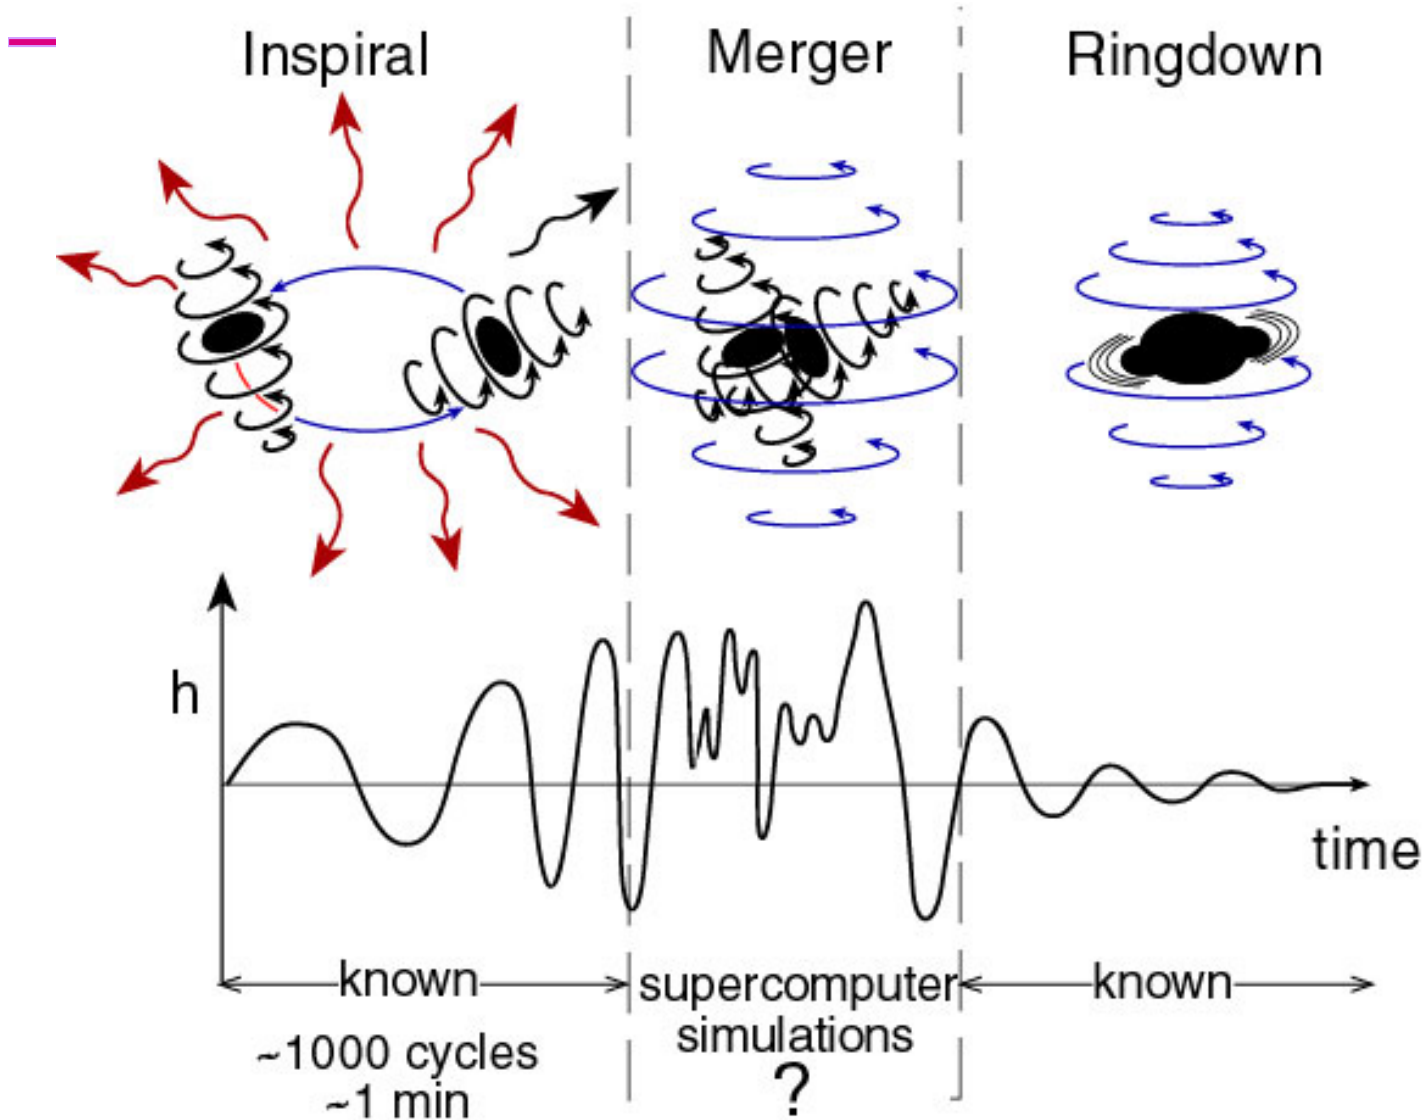 Inspiral
Merger
Ringdown
h
time
known
supercomputer
simulations
?
known
~1000 cycles
~1 min